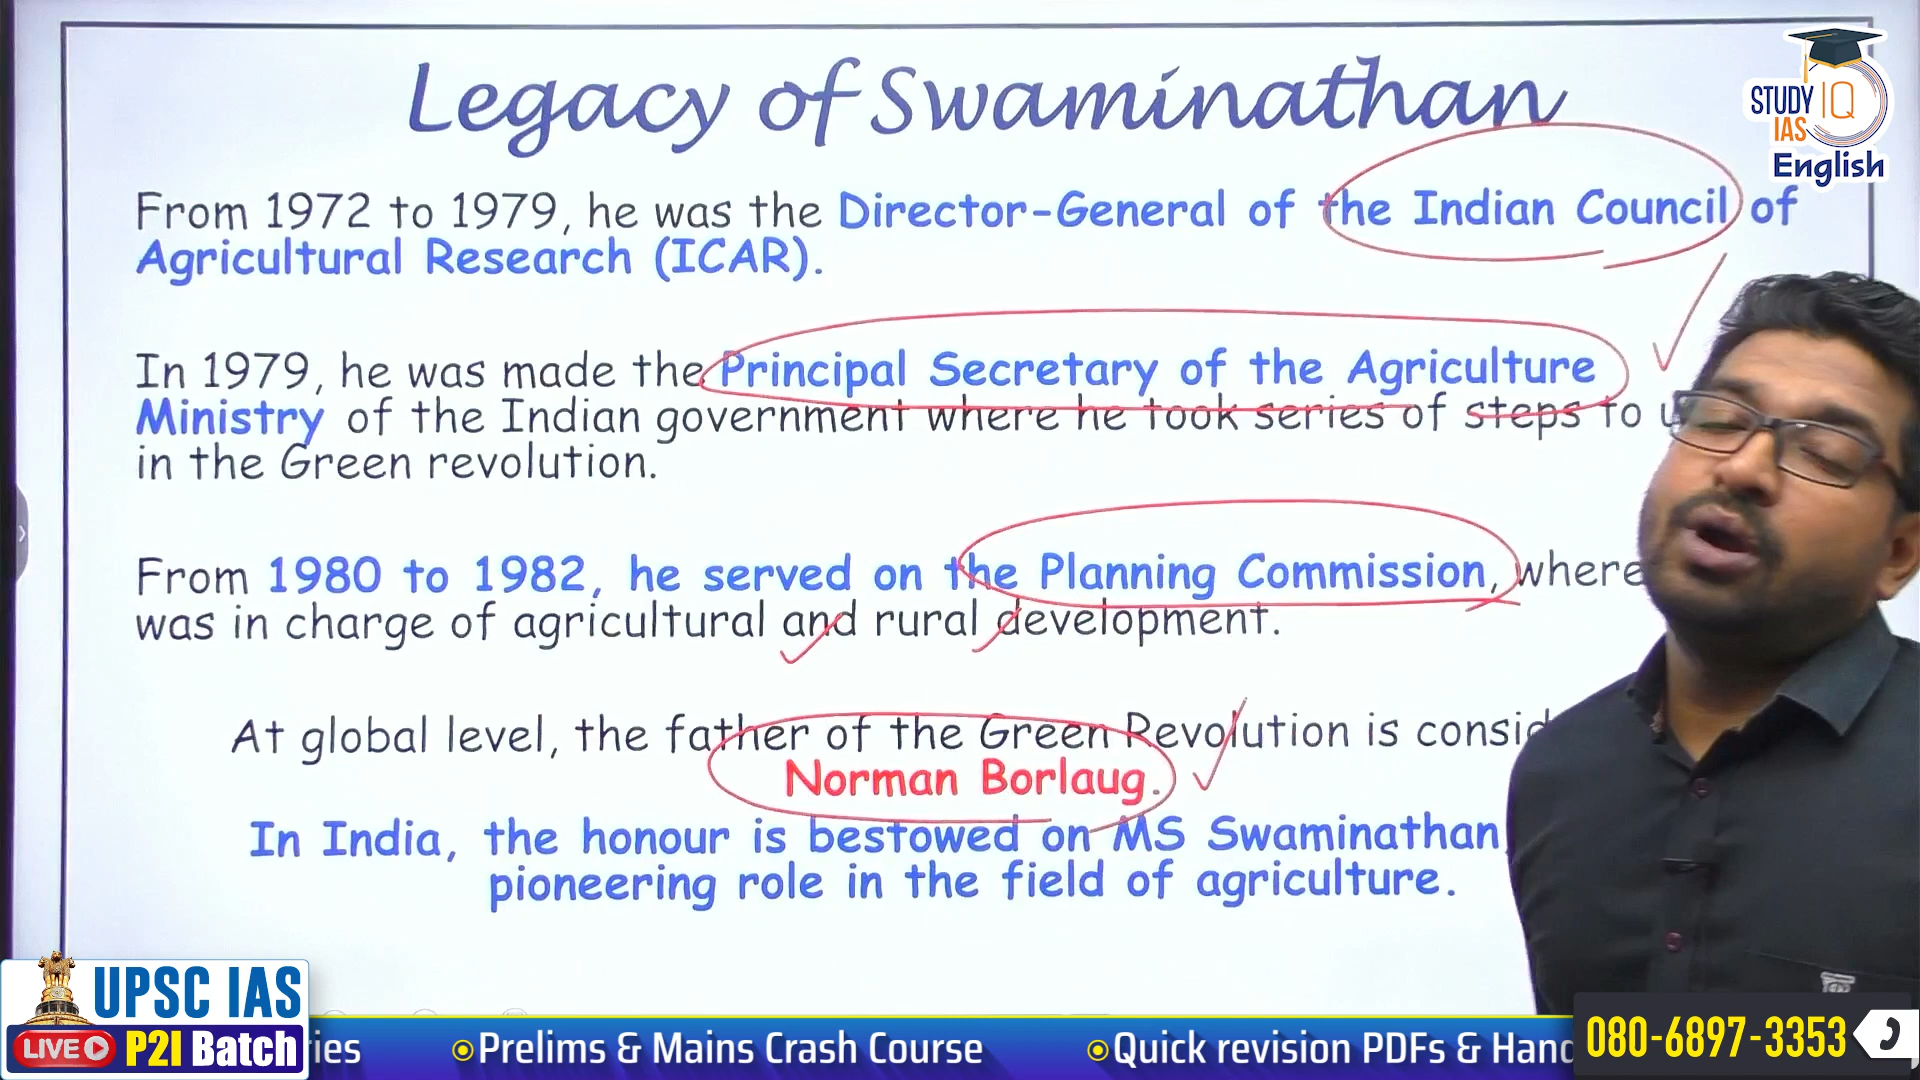 Legacy of Swaminathan
STUDY IQ
IAS
English
From 1972 to 1979, he was the Director-General of the Indian Council of
Agricultural Research (ICAR).
In 1979, he was made the Principal Secretary of the Agriculture
Ministry of the Indian government where he took series of steps to
in the Green revolution.
From 1980 to 1982, he served on the Planning Commission, where
was in charge of agricultural and rural development.
At global level, the father of the Green Revolution is
Norman Borlaug.
In India, the honour is bestowed on MS Swaminathan
pioneering role in the field of agriculture.
UPSC IAS
LIVE P2I Batch
Prelims & Mains Crash Course
Quick revision PDFs &
080-6897-3353